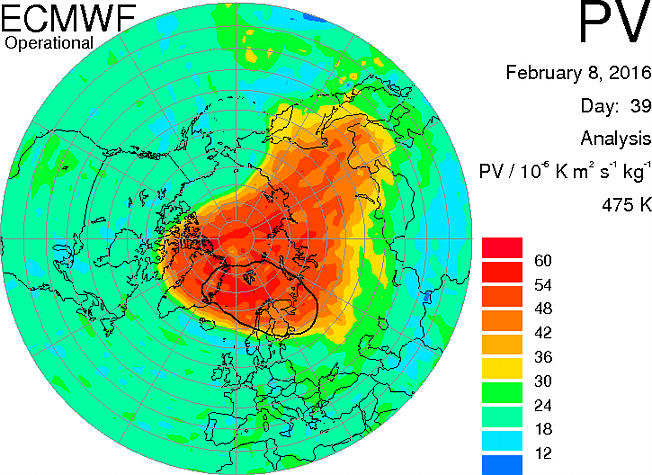 ECMWF
Operational
PV
February 8, 2016
Day: 39
Analysis
PV / 10⁻⁶ K m² s⁻¹ kg⁻¹
475 K
60
54
48
42
36
30
24
18
12